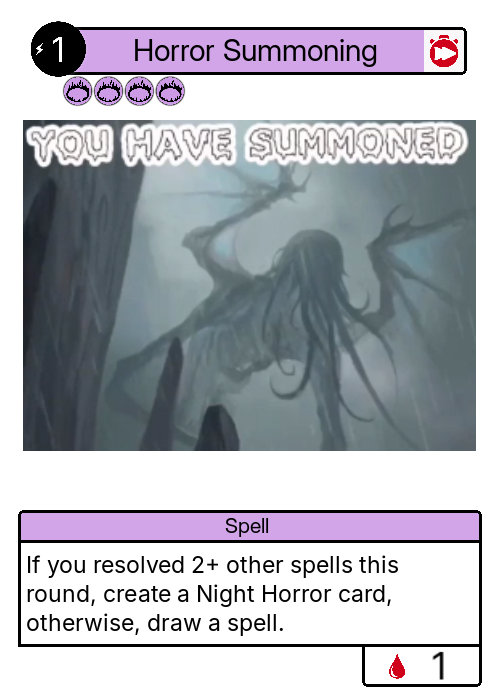 1 Horror Summoning
YOU HAVE SUMMONED
Spell
If you resolved 2+ other spells this
round, create a Night Horror card,
otherwise, draw a spell.
1